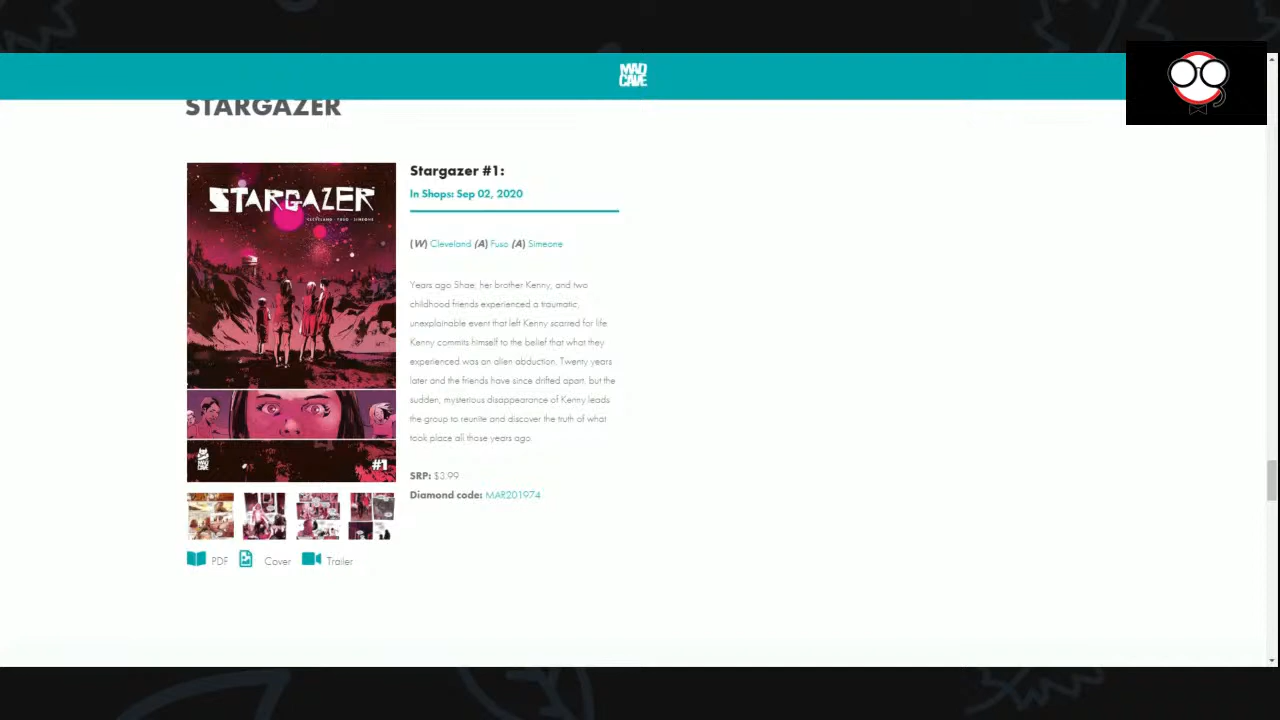 MAD
CAVE
STARGAZER
STARGAZER
CLEVELAND · FUSO · SIMEONE
MAD
CAVE
#1
Stargazer #1:
In Shops: Sep 02, 2020
(W) Cleveland (A) Fuso (A) Simeone
Years ago Shae, her brother Kenny, and two
childhood friends experienced a traumatic,
unexplainable event that left Kenny scarred for life
Kenny commits himself to the belief that what they
experienced was an alien abduction. Twenty years
later and the friends have since drifted apart, but the
sudden, mysterious disappearance of Kenny leads
the group to reunite and discover the truth of what
took place all those years ago.
SRP: $3.99
Diamond code: MAR201974
PDF Cover Trailer